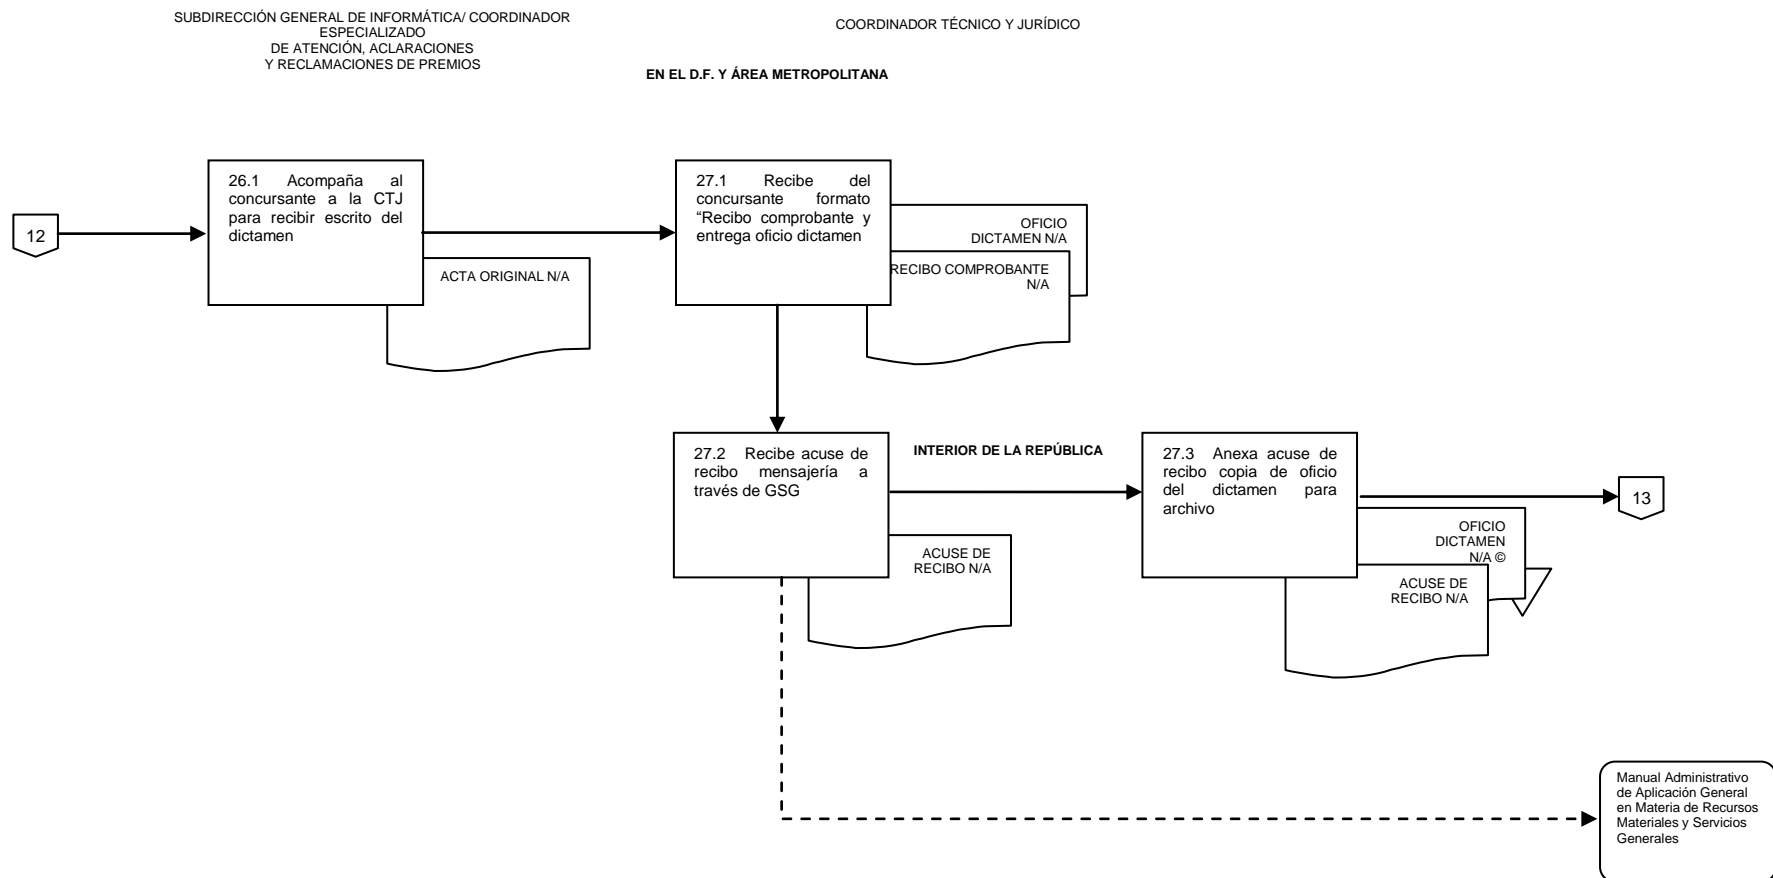 SUBDIRECCIÓN GENERAL DE INFORMÁTICA/ COORDINADOR
ESPECIALIZADO
DE ATENCIÓN, ACLARACIONES
Y RECLAMACIONES DE PREMIOS
COORDINADOR TÉCNICO Y JURÍDICO
EN EL D.F. Y ÁREA METROPOLITANA
12
26.1 Acompaña al
concursante a la CTJ
para recibir escrito del
dictamen
ACTA ORIGINAL N/A
27.1 Recibe del
concursante formato
“Recibo comprobante y
entrega oficio dictamen
OFICIO
DICTAMEN N/A
RECIBO COMPROBANTE
N/A
27.2 Recibe acuse de
recibo mensajería a
través de GSG
ACUSE DE
RECIBO N/A
INTERIOR DE LA REPÚBLICA
27.3 Anexa acuse de
recibo copia de oficio
del dictamen para
archivo
OFICIO
DICTAMEN
N/A ©
ACUSE DE
RECIBO N/A
13
Manual Administrativo
de Aplicación General
en Materia de Recursos
Materiales y Servicios
Generales